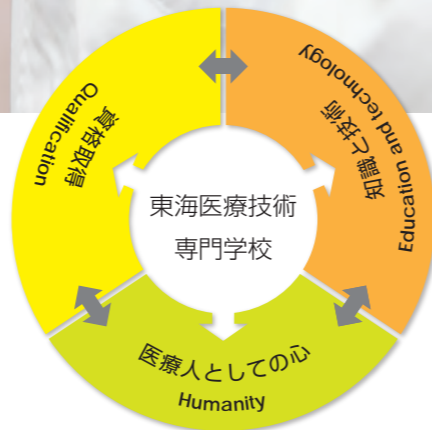 東海医療技術
専門学校
資格取得
Qualification
知識と技術
Education and technology
医療人としての心
Humanity